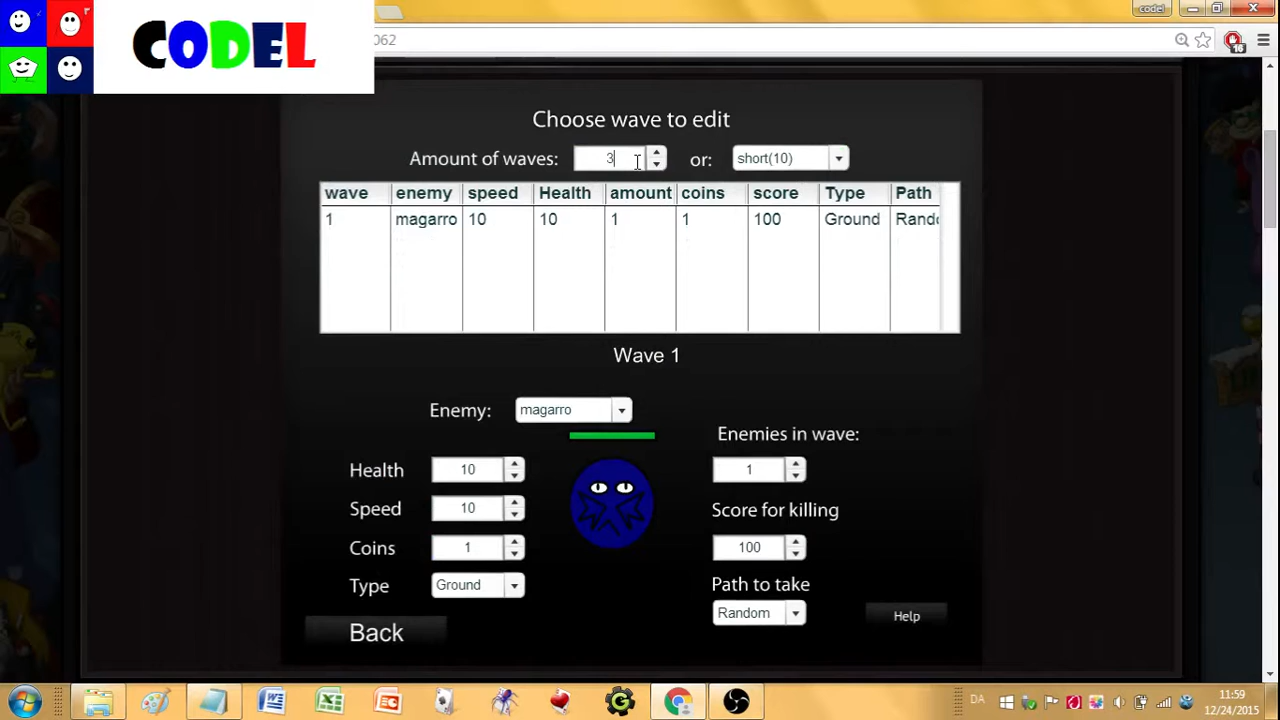 CODEL
codel
062
16
Choose wave to edit
Amount of waves: 3 or: short(10)
wave enemy speed Health amount coins score Type Path
1 magarro 10 10 1 1 100 Ground Rando
Wave 1
Enemy: magarro
Enemies in wave:
Health 10 1
Speed 10 Score for killing
Coins 1 100
Type Ground Path to take
Random
Help
Back
DA
11:59
12/24/2015